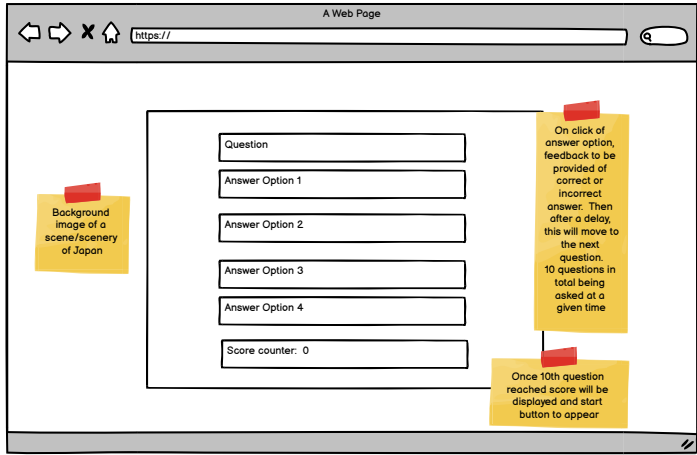 A Web Page
https://
Question
Answer Option 1
Answer Option 2
Answer Option 3
Answer Option 4
Score counter:  0
Background
image of a
scene/scenery
of Japan
On click of
answer option,
feedback to be
provided of
correct or
incorrect
answer.  Then
after a delay,
this will move to
the next
question.
10 questions in
total being
asked at a
given time
Once 10th question
reached score will be
displayed and start
button to appear